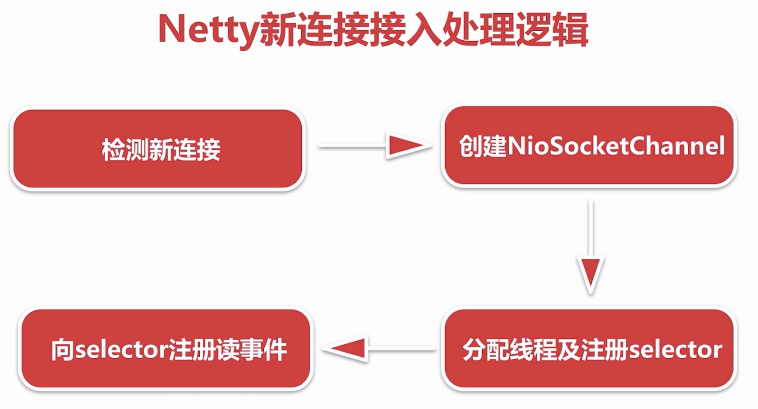 Netty新连接接入处理逻辑
检测新连接
创建NioSocketChannel
分配线程及注册selector
向selector注册读事件